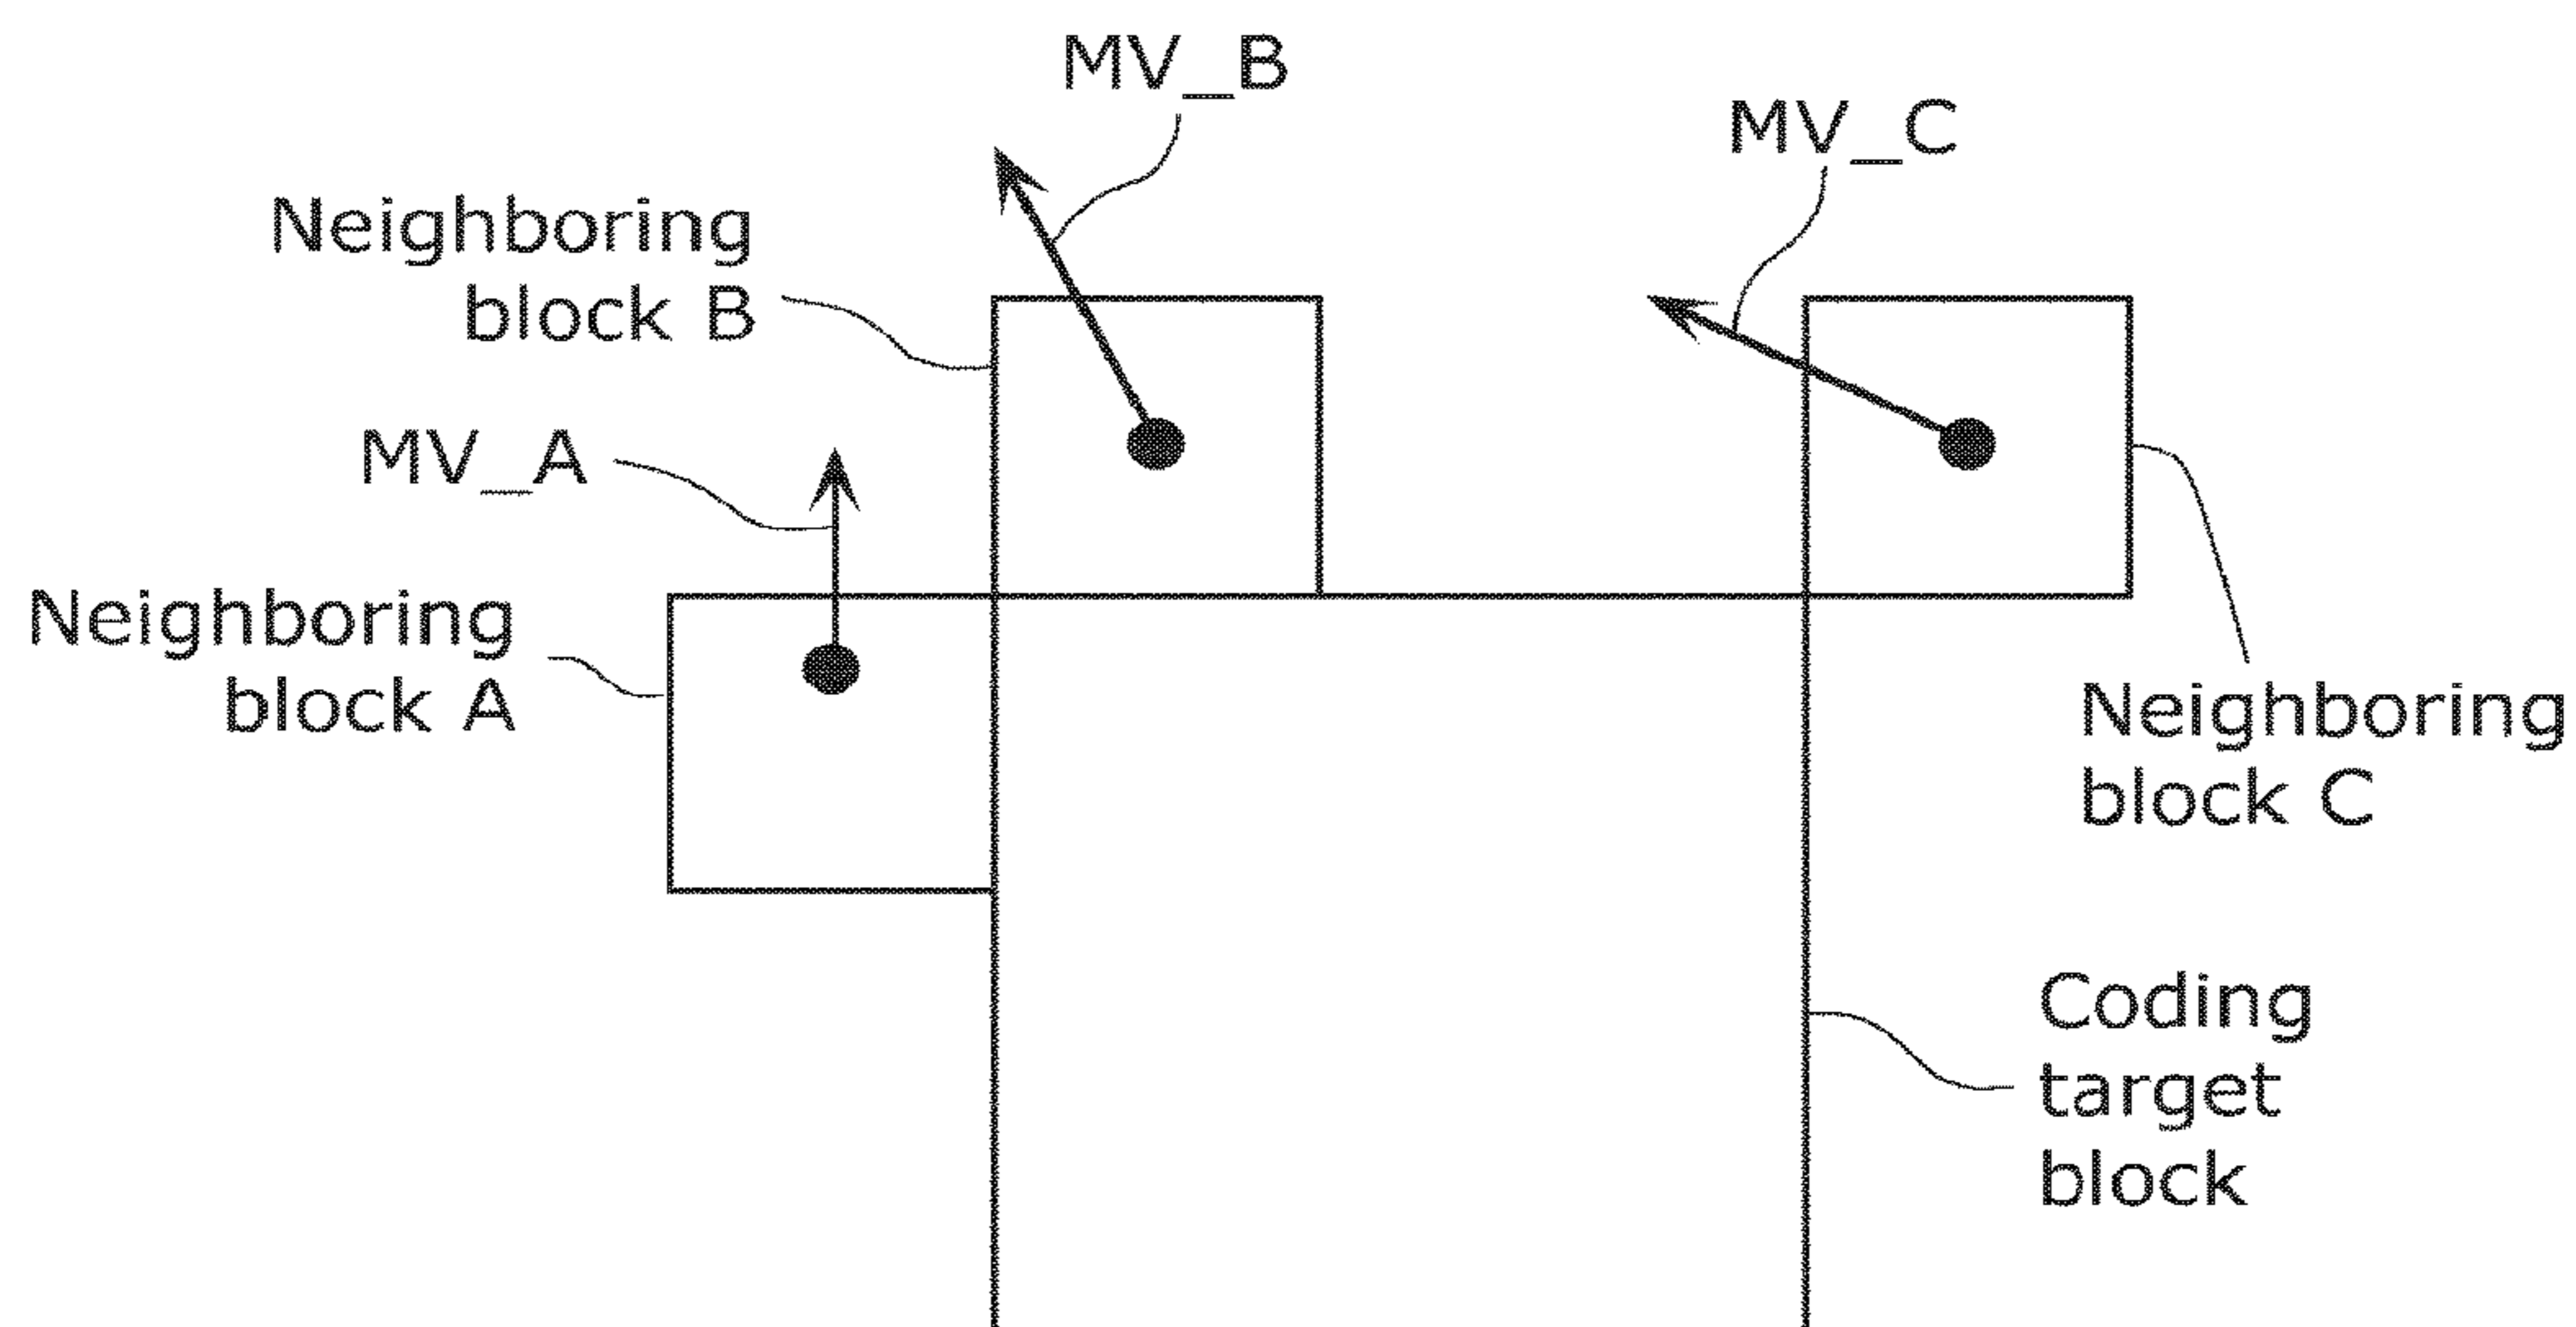 MV_B
MV_C
Neighboring
block B
MV_A
Neighboring
block A
Neighboring
block C
Coding
target
block